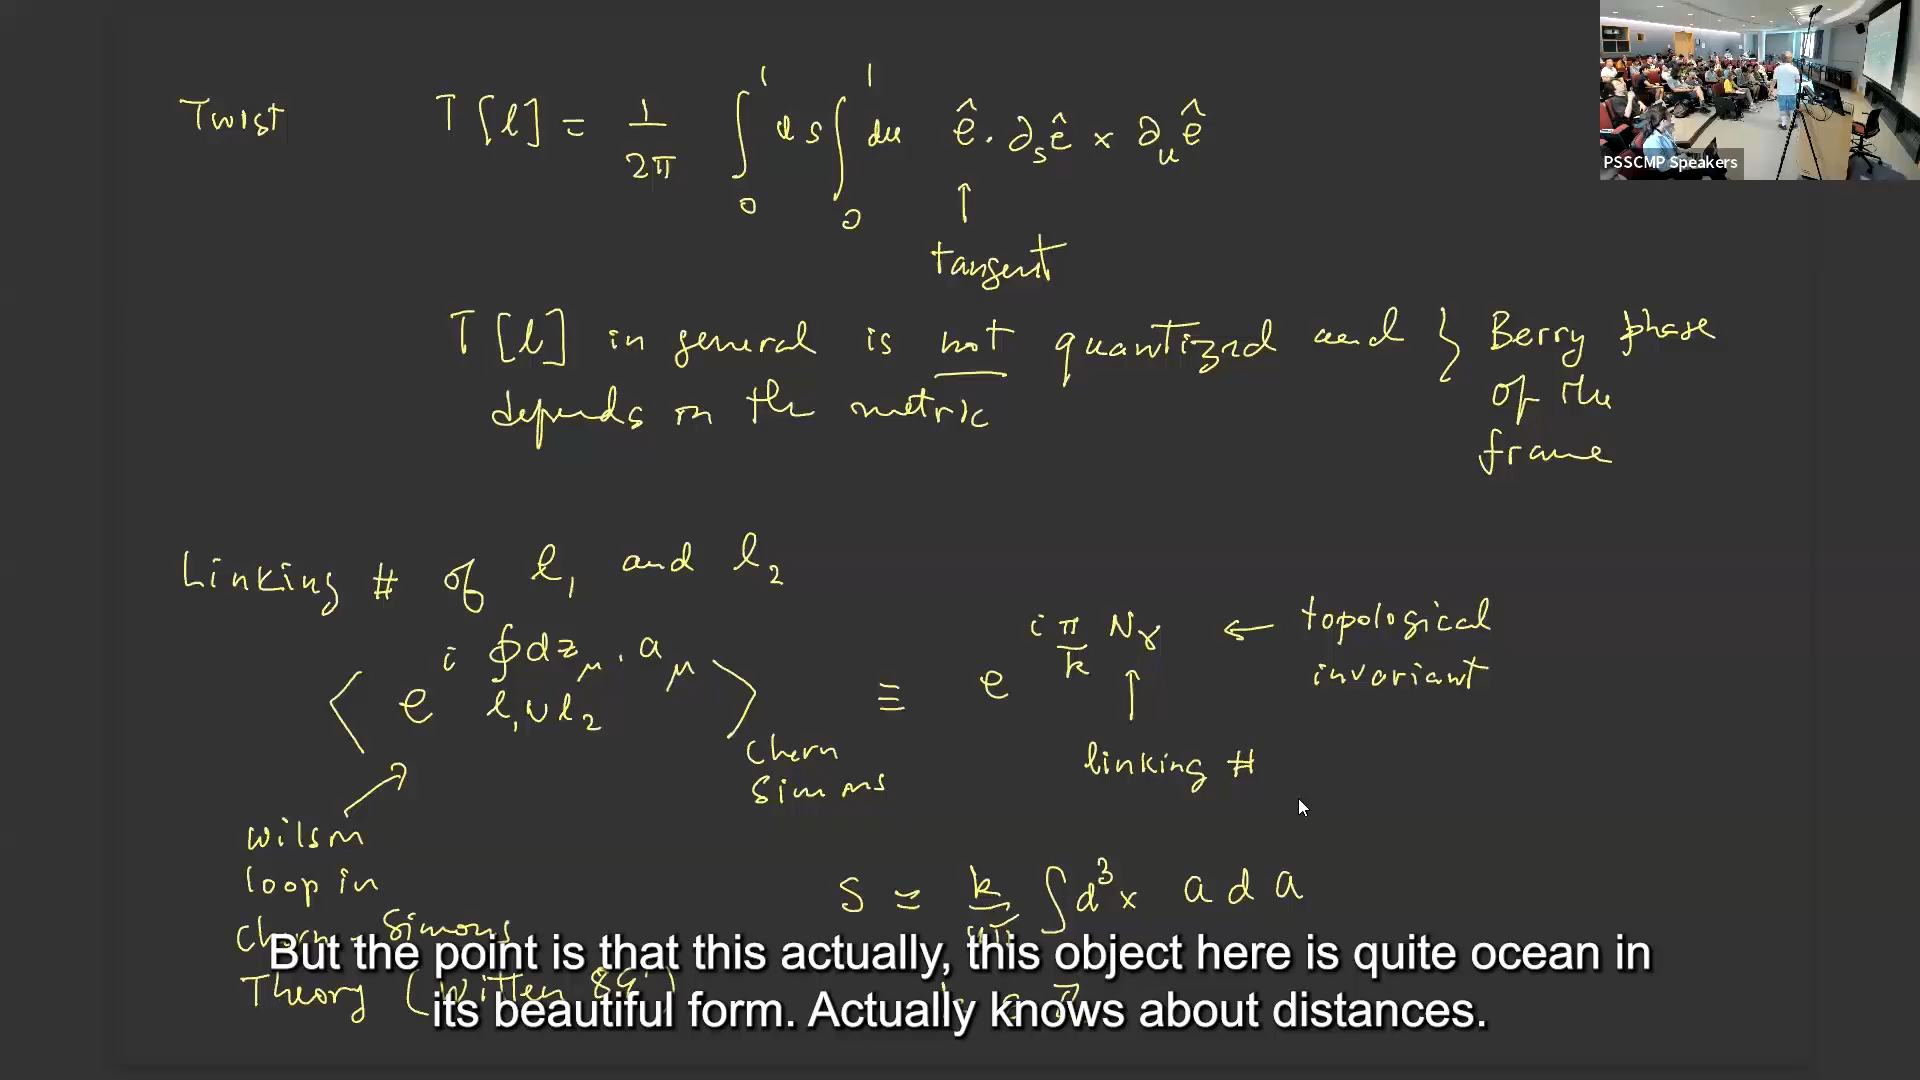 Twist T[l] = 1/2π ∫₀¹ ds ∫₀¹ du ê · ∂ₛê × ∂ᵤê
↑
tangent
T[l] in general is not quantized and } Berry phase
depends on the metric
of the
frame
Linking # of l₁ and l₂
⟨ e^{i ∮_{l₁∪l₂} dz_μ · a_μ} ⟩ Chern Simons ≡ e^{i π/k N_γ} ← topological
invariant
↑
linking #
Wilson
loop in
Chern-Simons
Theory (Witten 89')
S = k/4π ∫d³x a d a
But the point is that this actually, this object here is quite ocean in
its beautiful form. Actually knows about distances.
PSSCMP Speakers